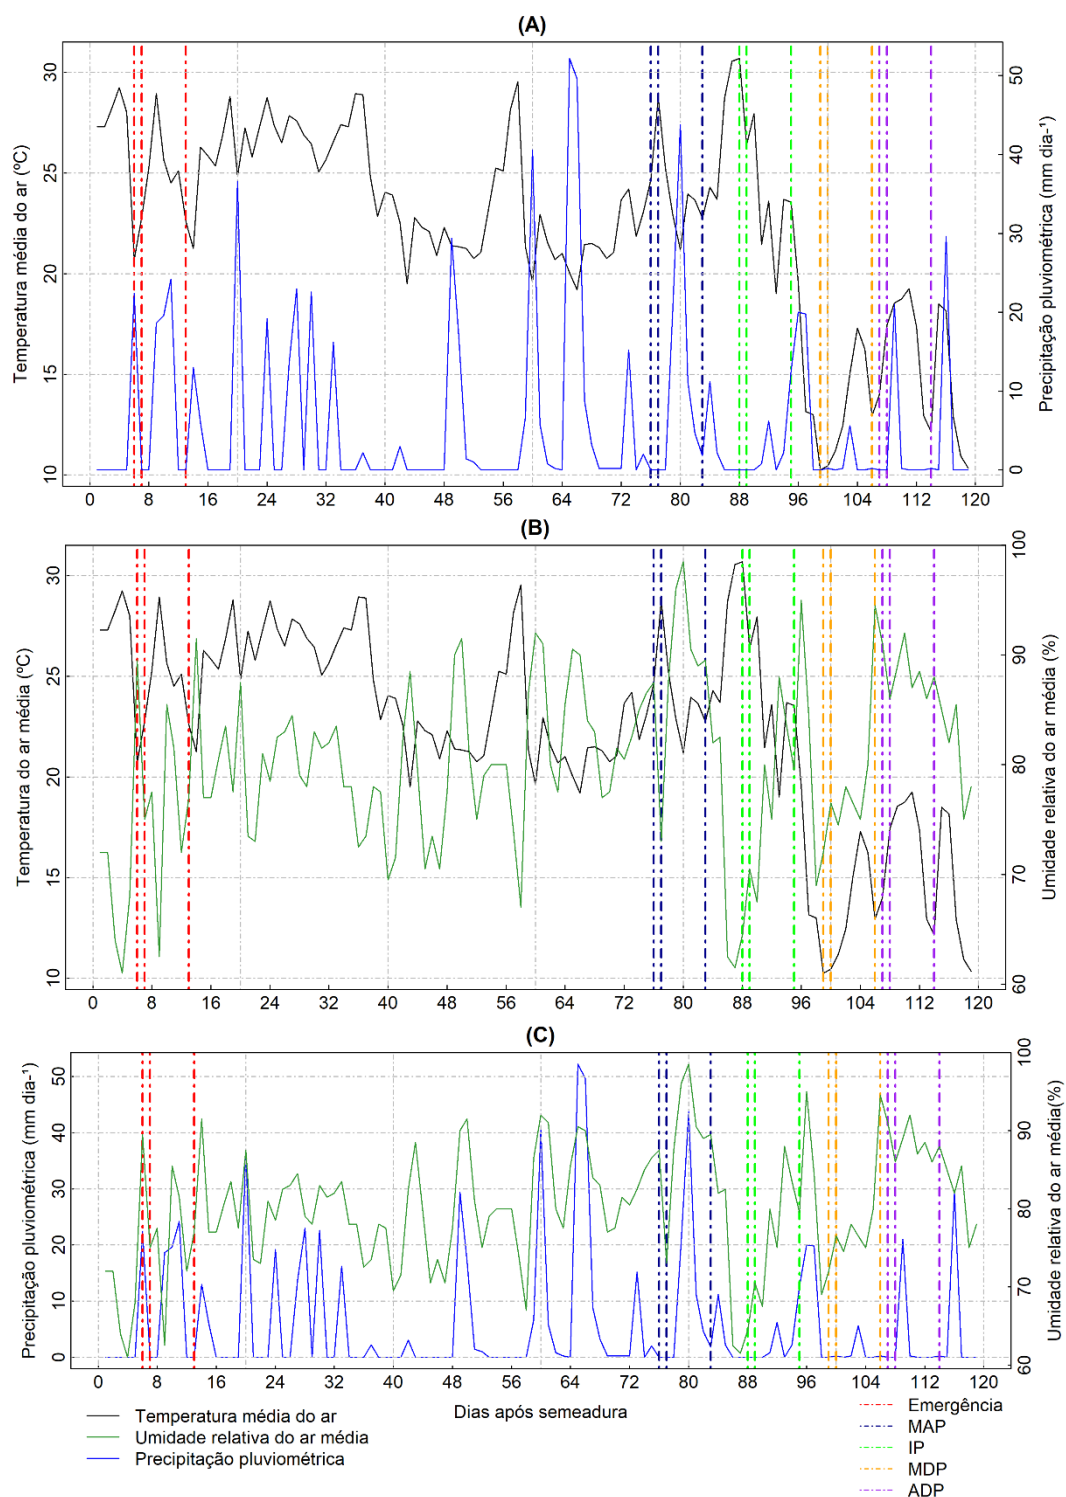 (A)
Temperatura média do ar (ºC)
30
25
20
15
10
Precipitação pluviométrica (mm dia-¹)
50
40
30
20
10
0
0 8 16 24 32 40 48 56 64 72 80 88 96 104 112 120
(B)
Temperatura do ar média (ºC)
30
25
20
15
10
Umidade relativa do ar média (%)
100
90
80
70
60
0 8 16 24 32 40 48 56 64 72 80 88 96 104 112 120
(C)
Precipitação pluviométrica (mm dia-¹)
50
40
30
20
10
0
Umidade relativa do ar média(%)
100
90
80
70
60
0 8 16 24 32 40 48 56 64 72 80 88 96 104 112 120
Dias após semeadura
Temperatura média do ar
Umidade relativa do ar média
Precipitação pluviométrica
Emergência
MAP
IP
MDP
ADP